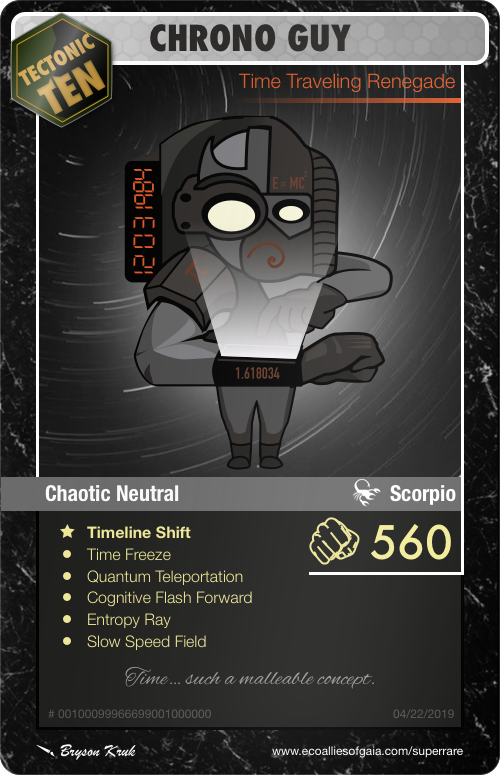 CHRONO GUY
TECTONIC
TEN
Time Traveling Renegade
E = MC
12031984
1.618034
Chaotic Neutral
Scorpio
Timeline Shift
560
Time Freeze
Quantum Teleportation
Cognitive Flash Forward
Entropy Ray
Slow Speed Field
Time... such a malleable concept.
# 00100099966699001000000
04/22/2019
Bryson Kruk
www.ecoalliesofgaia.com/superrare